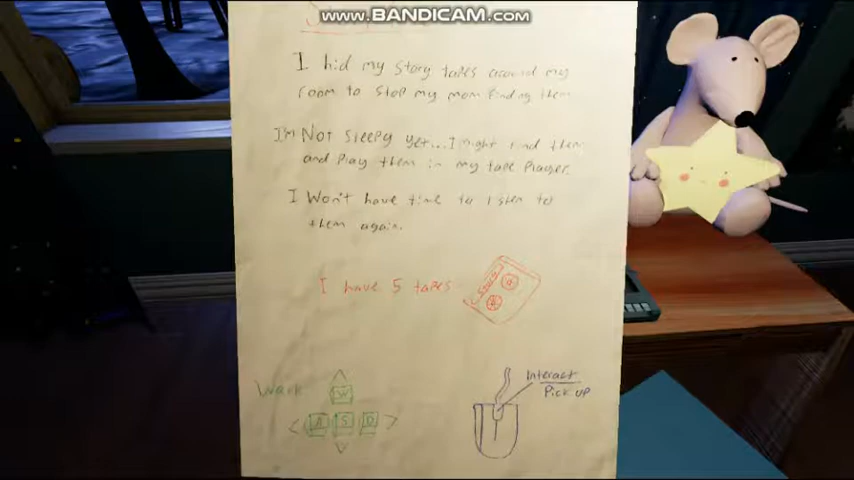 www.BANDICAM.com
I hid my story tapes around my
room to stop my mom finding them
I'm Not sleepy yet...I might find them
and Play them in my tape Player.
I Won't have time to listen to
them again.
I have 5 tapes
Walk
W
< A S D >
Interact
Pick up